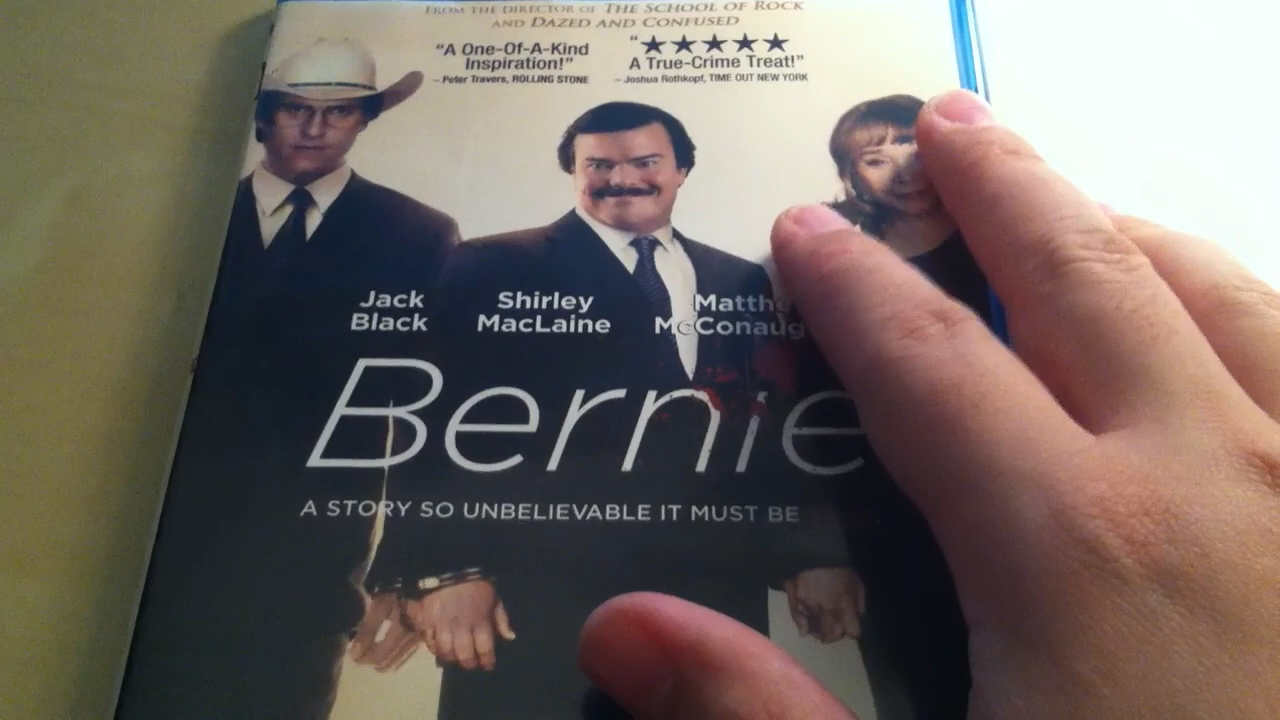 FROM THE DIRECTOR OF THE SCHOOL OF ROCK
AND DAZED AND CONFUSED
"A One-Of-A-Kind
Inspiration!"
– Peter Travers, ROLLING STONE
"★★★★★
A True-Crime Treat!"
– Joshua Rothkopf, TIME OUT NEW YORK
Jack
Black
Shirley
MacLaine
Matthe
McConaug
Bernie
A STORY SO UNBELIEVABLE IT MUST BE